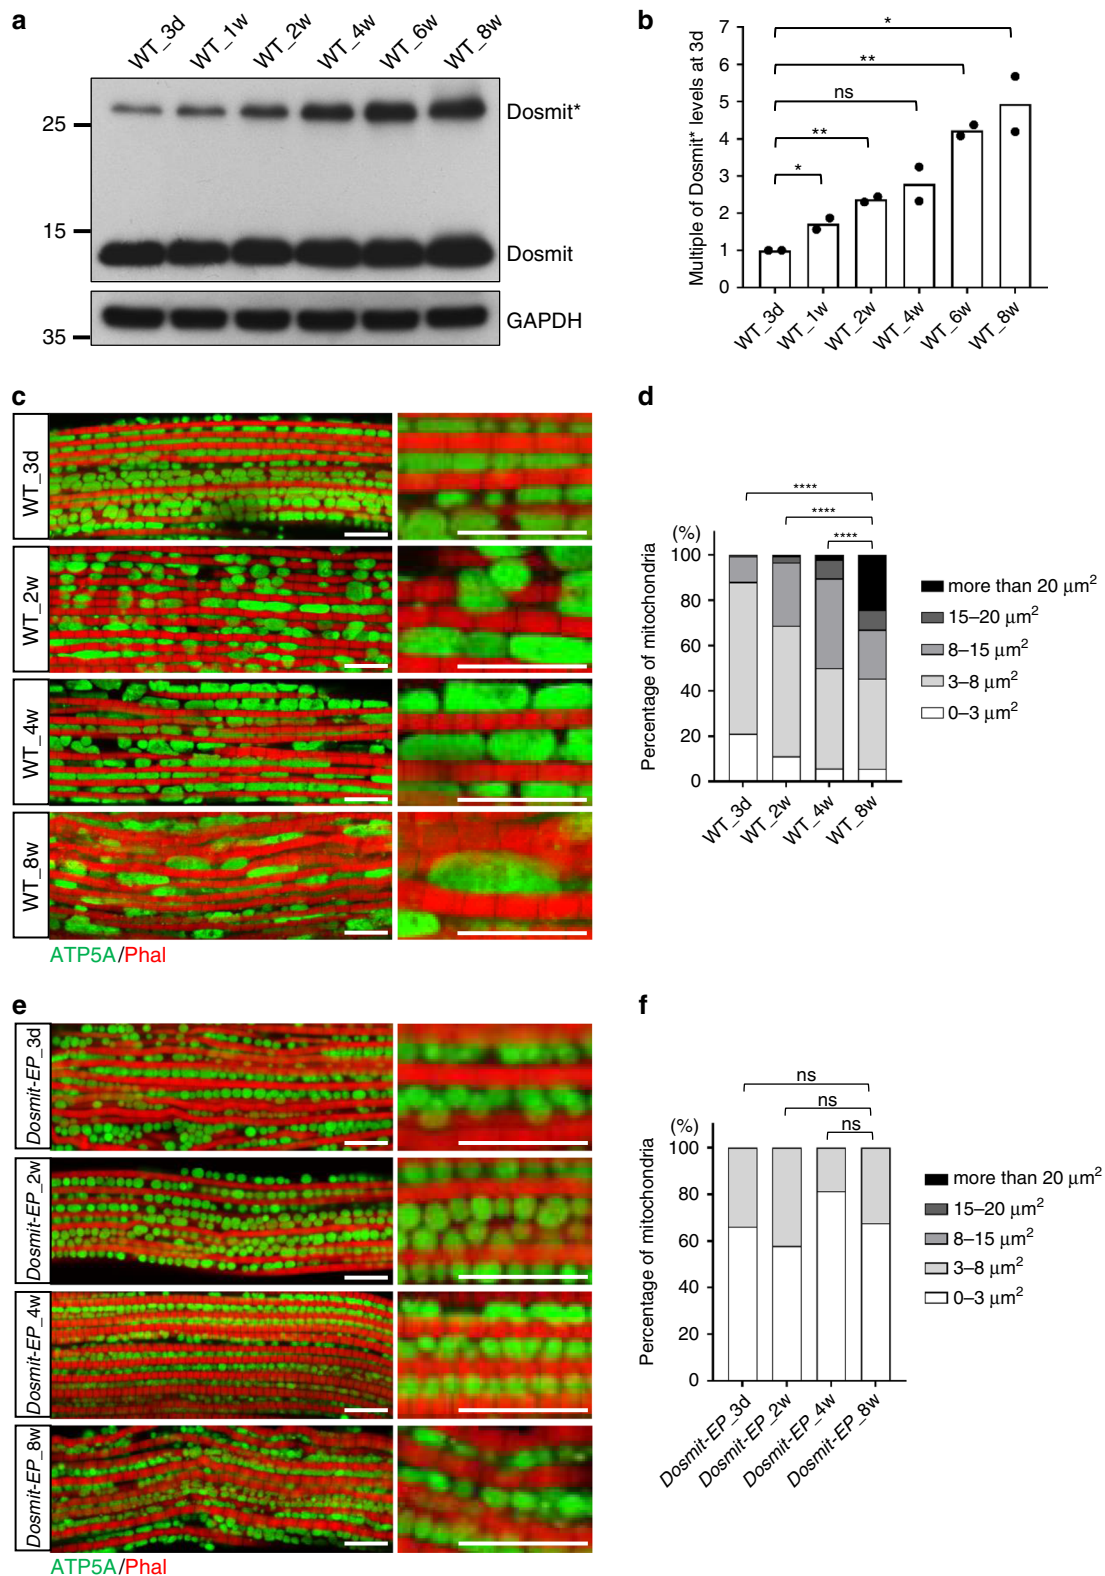 a
WT_3d WT_1w WT_2w WT_4w WT_6w WT_8w
25
15
35
Dosmit*
Dosmit
GAPDH
b
Multiple of Dosmit* levels at 3d
7
6
5
4
3
2
1
0
*
**
ns
**
*
WT_3d WT_1w WT_2w WT_4w WT_6w WT_8w
c
WT_3d
WT_2w
WT_4w
WT_8w
ATP5A/Phal
d
Percentage of mitochondria
(%)
100
80
60
40
20
0
****
****
****
WT_3d WT_2w WT_4w WT_8w
more than 20 μm²
15–20 μm²
8–15 μm²
3–8 μm²
0–3 μm²
e
Dosmit-EP_3d
Dosmit-EP_2w
Dosmit-EP_4w
Dosmit-EP_8w
ATP5A/Phal
f
Percentage of mitochondria
(%)
100
80
60
40
20
0
ns
ns
ns
Dosmit-EP_3d Dosmit-EP_2w Dosmit-EP_4w Dosmit-EP_8w
more than 20 μm²
15–20 μm²
8–15 μm²
3–8 μm²
0–3 μm²